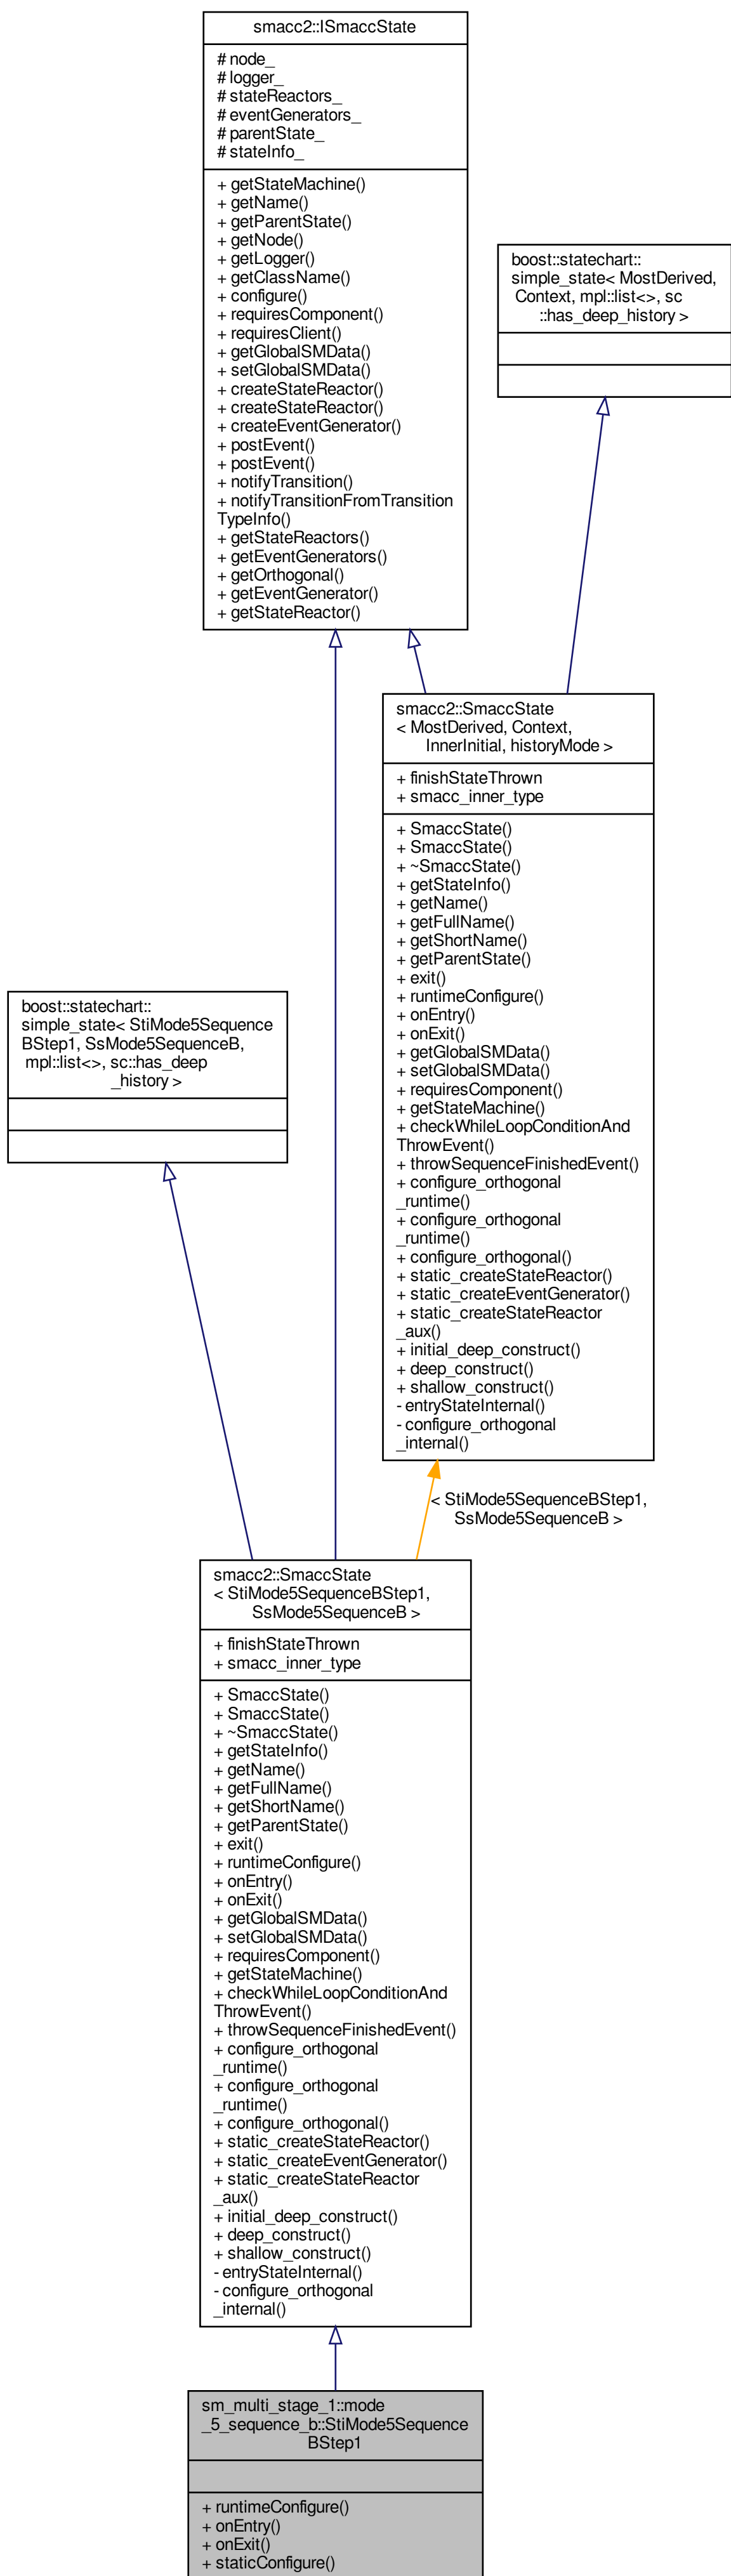 smacc2::ISmaccState
# node_
# logger_
# stateReactors_
# eventGenerators_
# parentState_
# stateInfo_
+ getStateMachine()
+ getName()
+ getParentState()
+ getNode()
+ getLogger()
+ getClassName()
+ configure()
+ requiresComponent()
+ requiresClient()
+ getGlobalSMData()
+ setGlobalSMData()
+ createStateReactor()
+ createStateReactor()
+ createEventGenerator()
+ postEvent()
+ postEvent()
+ notifyTransition()
+ notifyTransitionFromTransition
TypeInfo()
+ getStateReactors()
+ getEventGenerators()
+ getOrthogonal()
+ getEventGenerator()
+ getStateReactor()
boost::statechart::
simple_state< MostDerived,
Context, mpl::list<>, sc
::has_deep_history >
smacc2::SmaccState
< MostDerived, Context,
InnerInitial, historyMode >
+ finishStateThrown
+ smacc_inner_type
+ SmaccState()
+ SmaccState()
+ ~SmaccState()
+ getStateInfo()
+ getName()
+ getFullName()
+ getShortName()
+ getParentState()
+ exit()
+ runtimeConfigure()
+ onEntry()
+ onExit()
+ getGlobalSMData()
+ setGlobalSMData()
+ requiresComponent()
+ getStateMachine()
+ checkWhileLoopConditionAnd
ThrowEvent()
+ throwSequenceFinishedEvent()
+ configure_orthogonal
_runtime()
+ configure_orthogonal
_runtime()
+ configure_orthogonal()
+ static_createStateReactor()
+ static_createEventGenerator()
+ static_createStateReactor
_aux()
+ initial_deep_construct()
+ deep_construct()
+ shallow_construct()
- entryStateInternal()
- configure_orthogonal
_internal()
boost::statechart::
simple_state< StiMode5Sequence
BStep1, SsMode5SequenceB,
mpl::list<>, sc::has_deep
_history >
< StiMode5SequenceBStep1,
SsMode5SequenceB >
smacc2::SmaccState
< StiMode5SequenceBStep1,
SsMode5SequenceB >
+ finishStateThrown
+ smacc_inner_type
+ SmaccState()
+ SmaccState()
+ ~SmaccState()
+ getStateInfo()
+ getName()
+ getFullName()
+ getShortName()
+ getParentState()
+ exit()
+ runtimeConfigure()
+ onEntry()
+ onExit()
+ getGlobalSMData()
+ setGlobalSMData()
+ requiresComponent()
+ getStateMachine()
+ checkWhileLoopConditionAnd
ThrowEvent()
+ throwSequenceFinishedEvent()
+ configure_orthogonal
_runtime()
+ configure_orthogonal
_runtime()
+ configure_orthogonal()
+ static_createStateReactor()
+ static_createEventGenerator()
+ static_createStateReactor
_aux()
+ initial_deep_construct()
+ deep_construct()
+ shallow_construct()
- entryStateInternal()
- configure_orthogonal
_internal()
sm_multi_stage_1::mode
_5_sequence_b::StiMode5Sequence
BStep1
+ runtimeConfigure()
+ onEntry()
+ onExit()
+ staticConfigure()